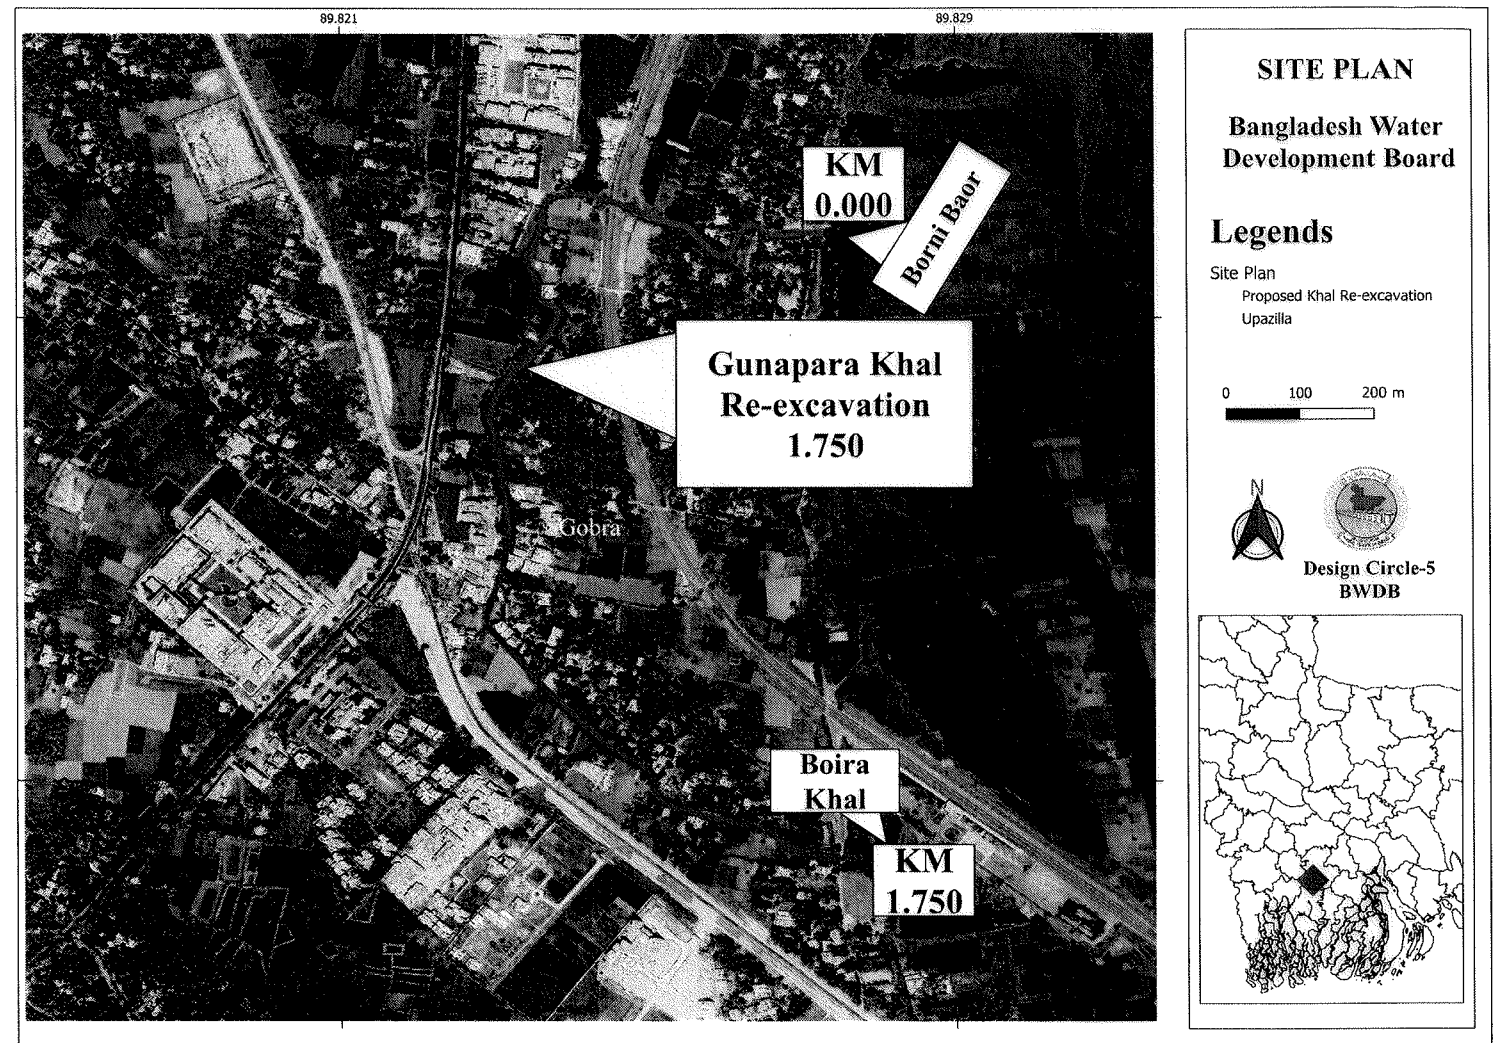 89.821
89.829
KM
0.000
Borni Baor
Gunapara Khal
Re-excavation
1.750
Gobra
Boira
Khal
KM
1.750
SITE PLAN
Bangladesh Water
Development Board
Legends
Site Plan
Proposed Khal Re-excavation
Upazilla
0 100 200 m
N
Design Circle-5
BWDB